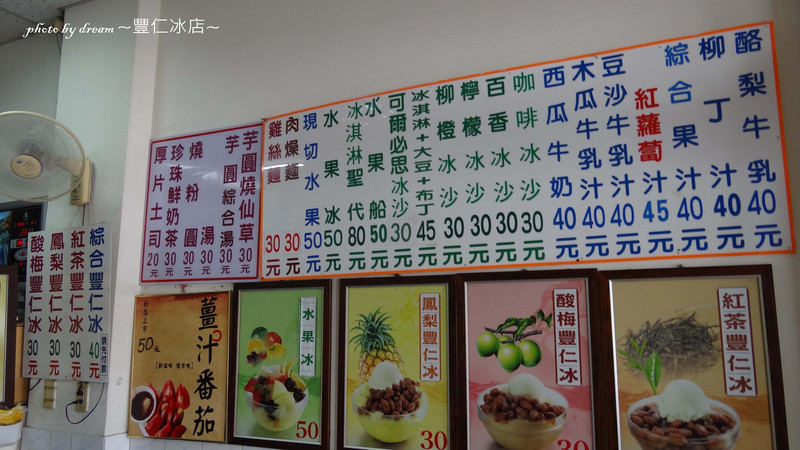 photo by dream ~豐仁冰店~
酸梅豐仁冰 30元
鳳梨豐仁冰 30元
紅茶豐仁冰 30元
綜合豐仁冰 40元
請先付款
厚片土司 20元
珍珠鮮奶茶 30元
燒粉圓湯 30元
芋圓綜合湯 30元
芋圓燒仙草 30元
雞絲麵 30元
肉燥麵 30元
現切水果 50元
水果冰 50元
冰淇淋聖代 80元
水果船 50元
可爾必思冰沙 30元
冰淇淋+大豆+布丁 45元
柳橙冰沙 30元
檸檬冰沙 30元
百香冰沙 30元
咖啡冰沙 30元
西瓜牛奶 40元
木瓜牛乳汁 40元
豆沙牛乳汁 40元
紅蘿蔔汁 45元
綜合果汁 40元
柳丁汁 40元
酪梨牛乳 40元
新品上市
50元
薑汁番茄
水果冰
50
鳳梨豐仁冰
30
酸梅豐仁冰
30
紅茶豐仁冰